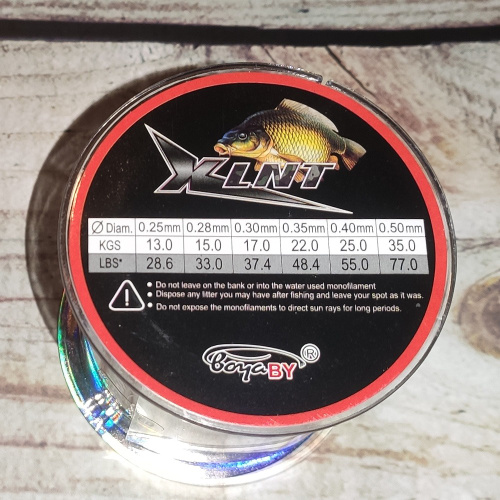 XLNT
Ø Diam. 0.25mm 0.28mm 0.30mm 0.35mm 0.40mm 0.50mm
KGS 13.0 15.0 17.0 22.0 25.0 35.0
LBS* 28.6 33.0 37.4 48.4 55.0 77.0
• Do not leave on the bank or into the water used monofilament
• Dispose any litter you may have after fishing and leave your spot as it was.
• Do not expose the monofilaments to direct sun rays for long periods.
boyaBY ®